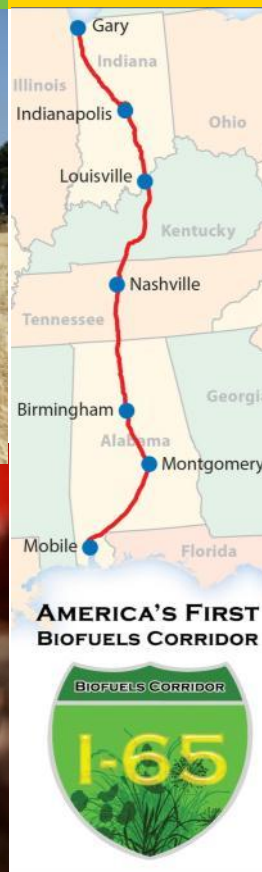 Gary
Indiana
Illinois
Indianapolis
Ohio
Louisville
Kentucky
Nashville
Tennessee
Birmingham
Georgi
Alabama
Montgomery
Mobile
Florida
AMERICA'S FIRST
BIOFUELS CORRIDOR
BIOFUELS CORRIDOR
I-65